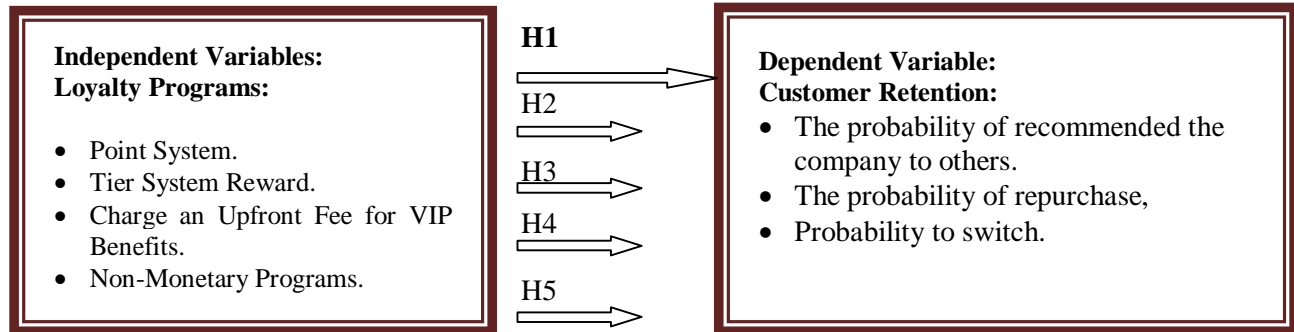 Independent Variables:
Loyalty Programs:
• Point System.
• Tier System Reward.
• Charge an Upfront Fee for VIP
Benefits.
• Non-Monetary Programs.
H1
H2
H3
H4
H5
Dependent Variable:
Customer Retention:
• The probability of recommended the
company to others.
• The probability of repurchase,
• Probability to switch.